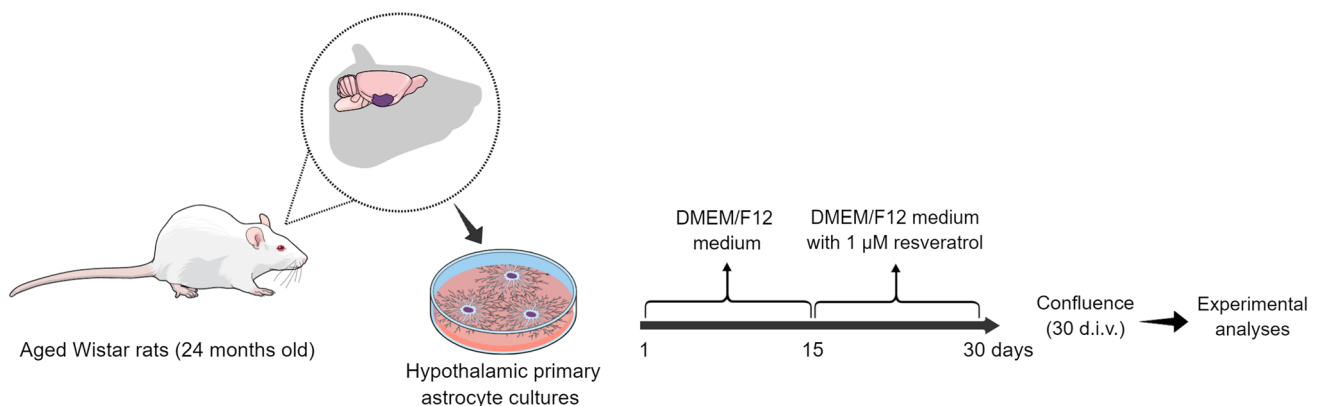 Aged Wistar rats (24 months old)
Hypothalamic primary
astrocyte cultures
DMEM/F12
medium
DMEM/F12 medium
with 1 µM resveratrol
1
15
30 days
Confluence
(30 d.i.v.)
Experimental
analyses